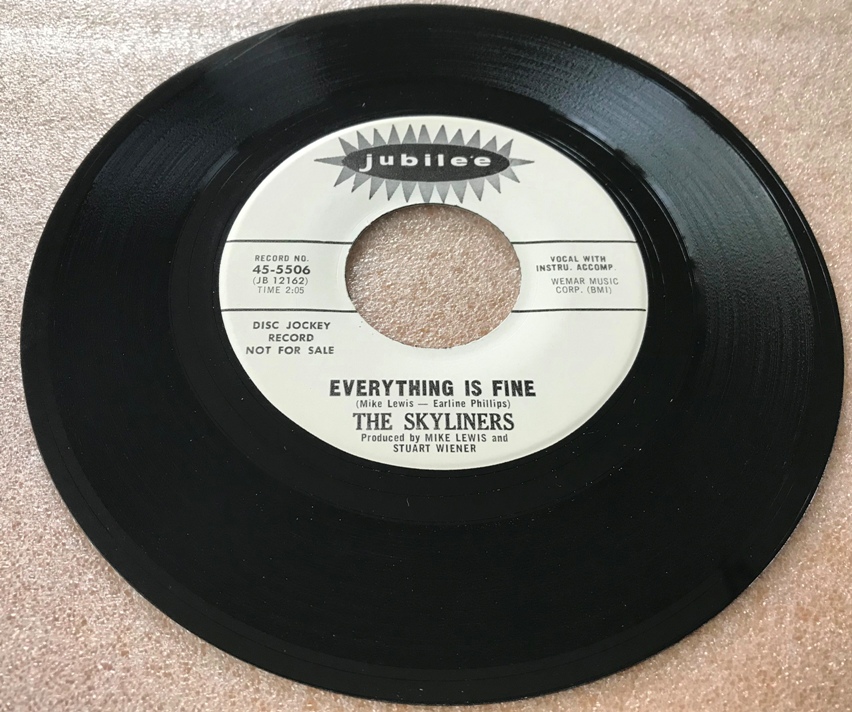 jubilee
RECORD NO.
45-5506
(JB 12162)
TIME 2:05
VOCAL WITH
INSTRU. ACCOMP.
WEMAR MUSIC
CORP. (BMI)
DISC JOCKEY
RECORD
NOT FOR SALE
EVERYTHING IS FINE
(Mike Lewis — Earline Phillips)
THE SKYLINERS
Produced by MIKE LEWIS and
STUART WIENER